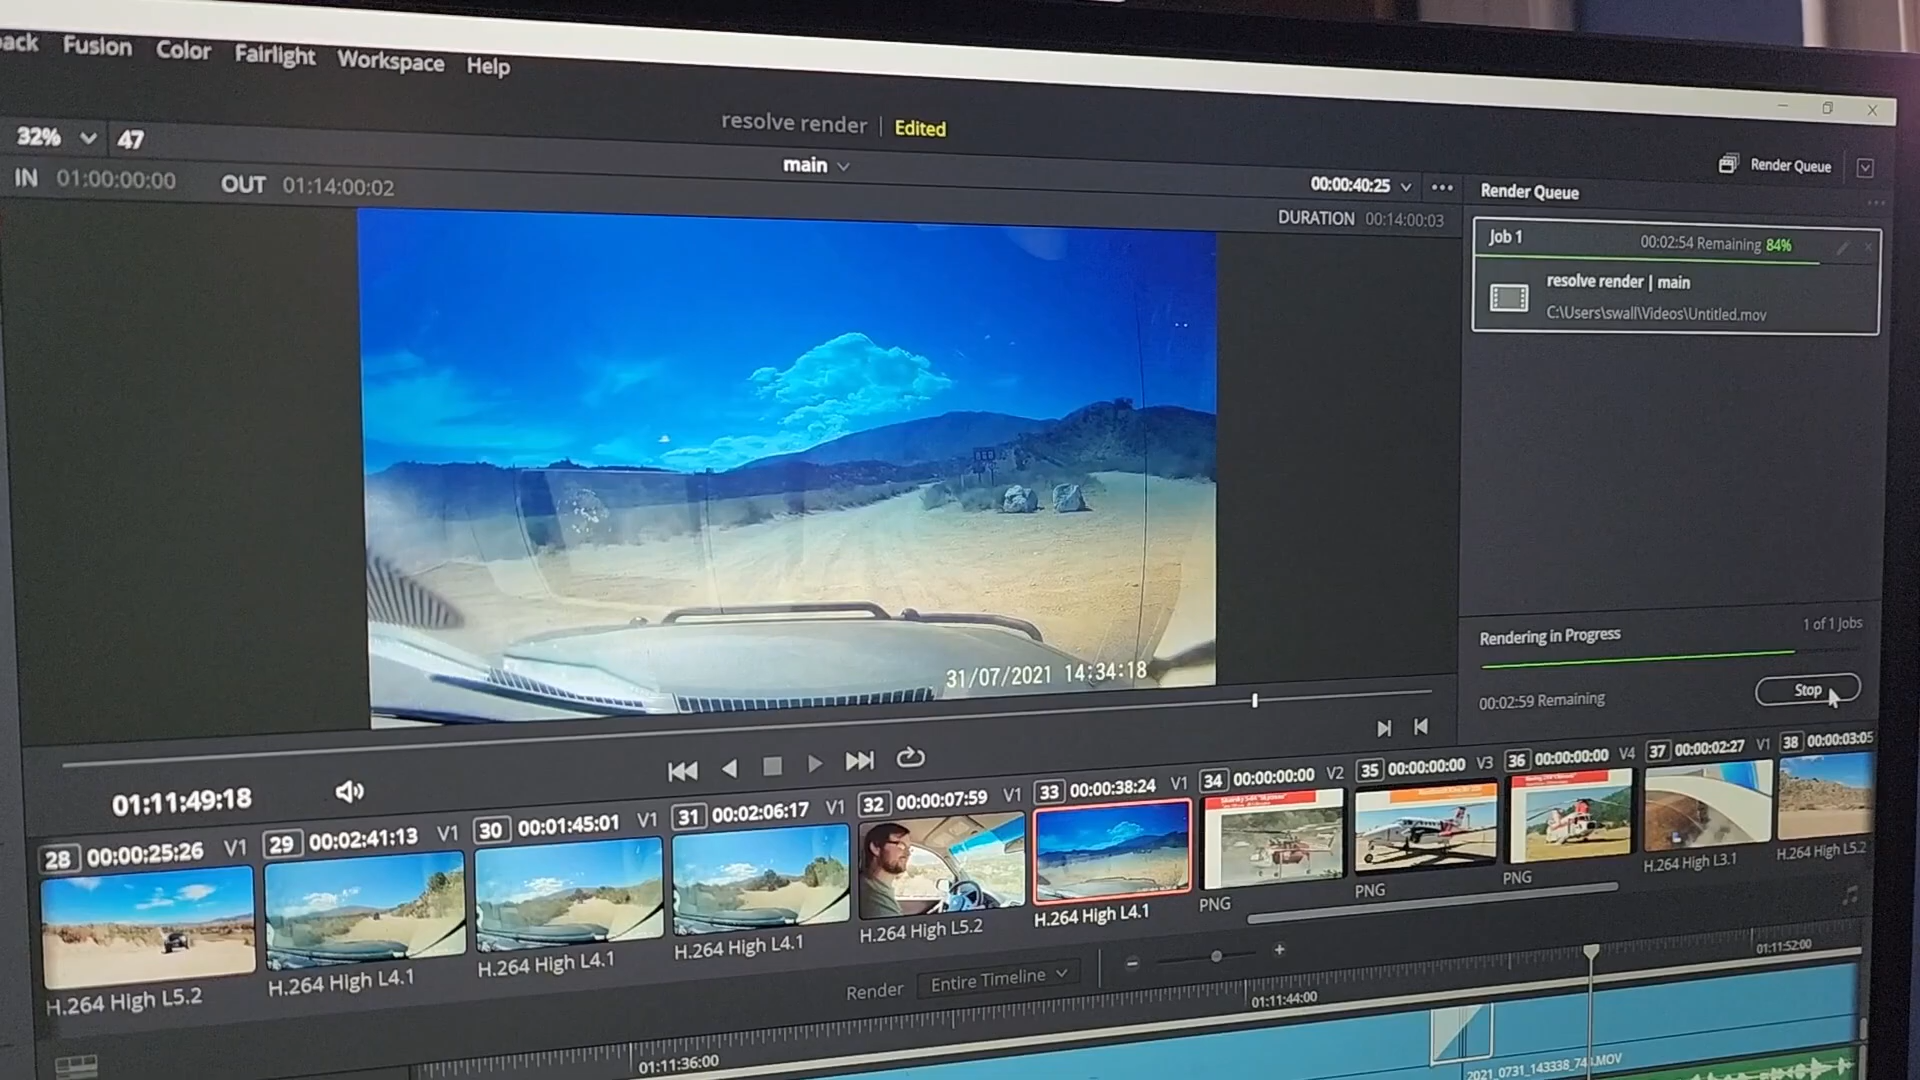 Fusion Color Fairlight Workspace Help
resolve render | Edited
32% 47
main
Render Queue
IN 01:00:00:00 OUT 01:14:00:02
00:00:40:25
Render Queue
DURATION 00:14:00:03
Job 1 00:02:54 Remaining 84%
resolve render | main
C:\Users\swall\Videos\Untitled.mov
31/07/2021 14:34:18
Rendering in Progress 1 of 1 Jobs
00:02:59 Remaining Stop
01:11:49:18
28 00:00:25:26 V1
29 00:02:41:13 V1
30 00:01:45:01 V1
31 00:02:06:17 V1
32 00:00:07:59 V1
33 00:00:38:24 V1
34 00:00:00:00 V2
35 00:00:00:00 V3
36 00:00:00:00 V4
37 00:00:02:27 V1
38 00:00:03:05
H.264 High L5.2
H.264 High L4.1
H.264 High L4.1
H.264 High L4.1
H.264 High L5.2
H.264 High L4.1
PNG
PNG
PNG
H.264 High L3.1
H.264 High L5.2
Render Entire Timeline
01:11:36:00
01:11:44:00
01:11:52:00